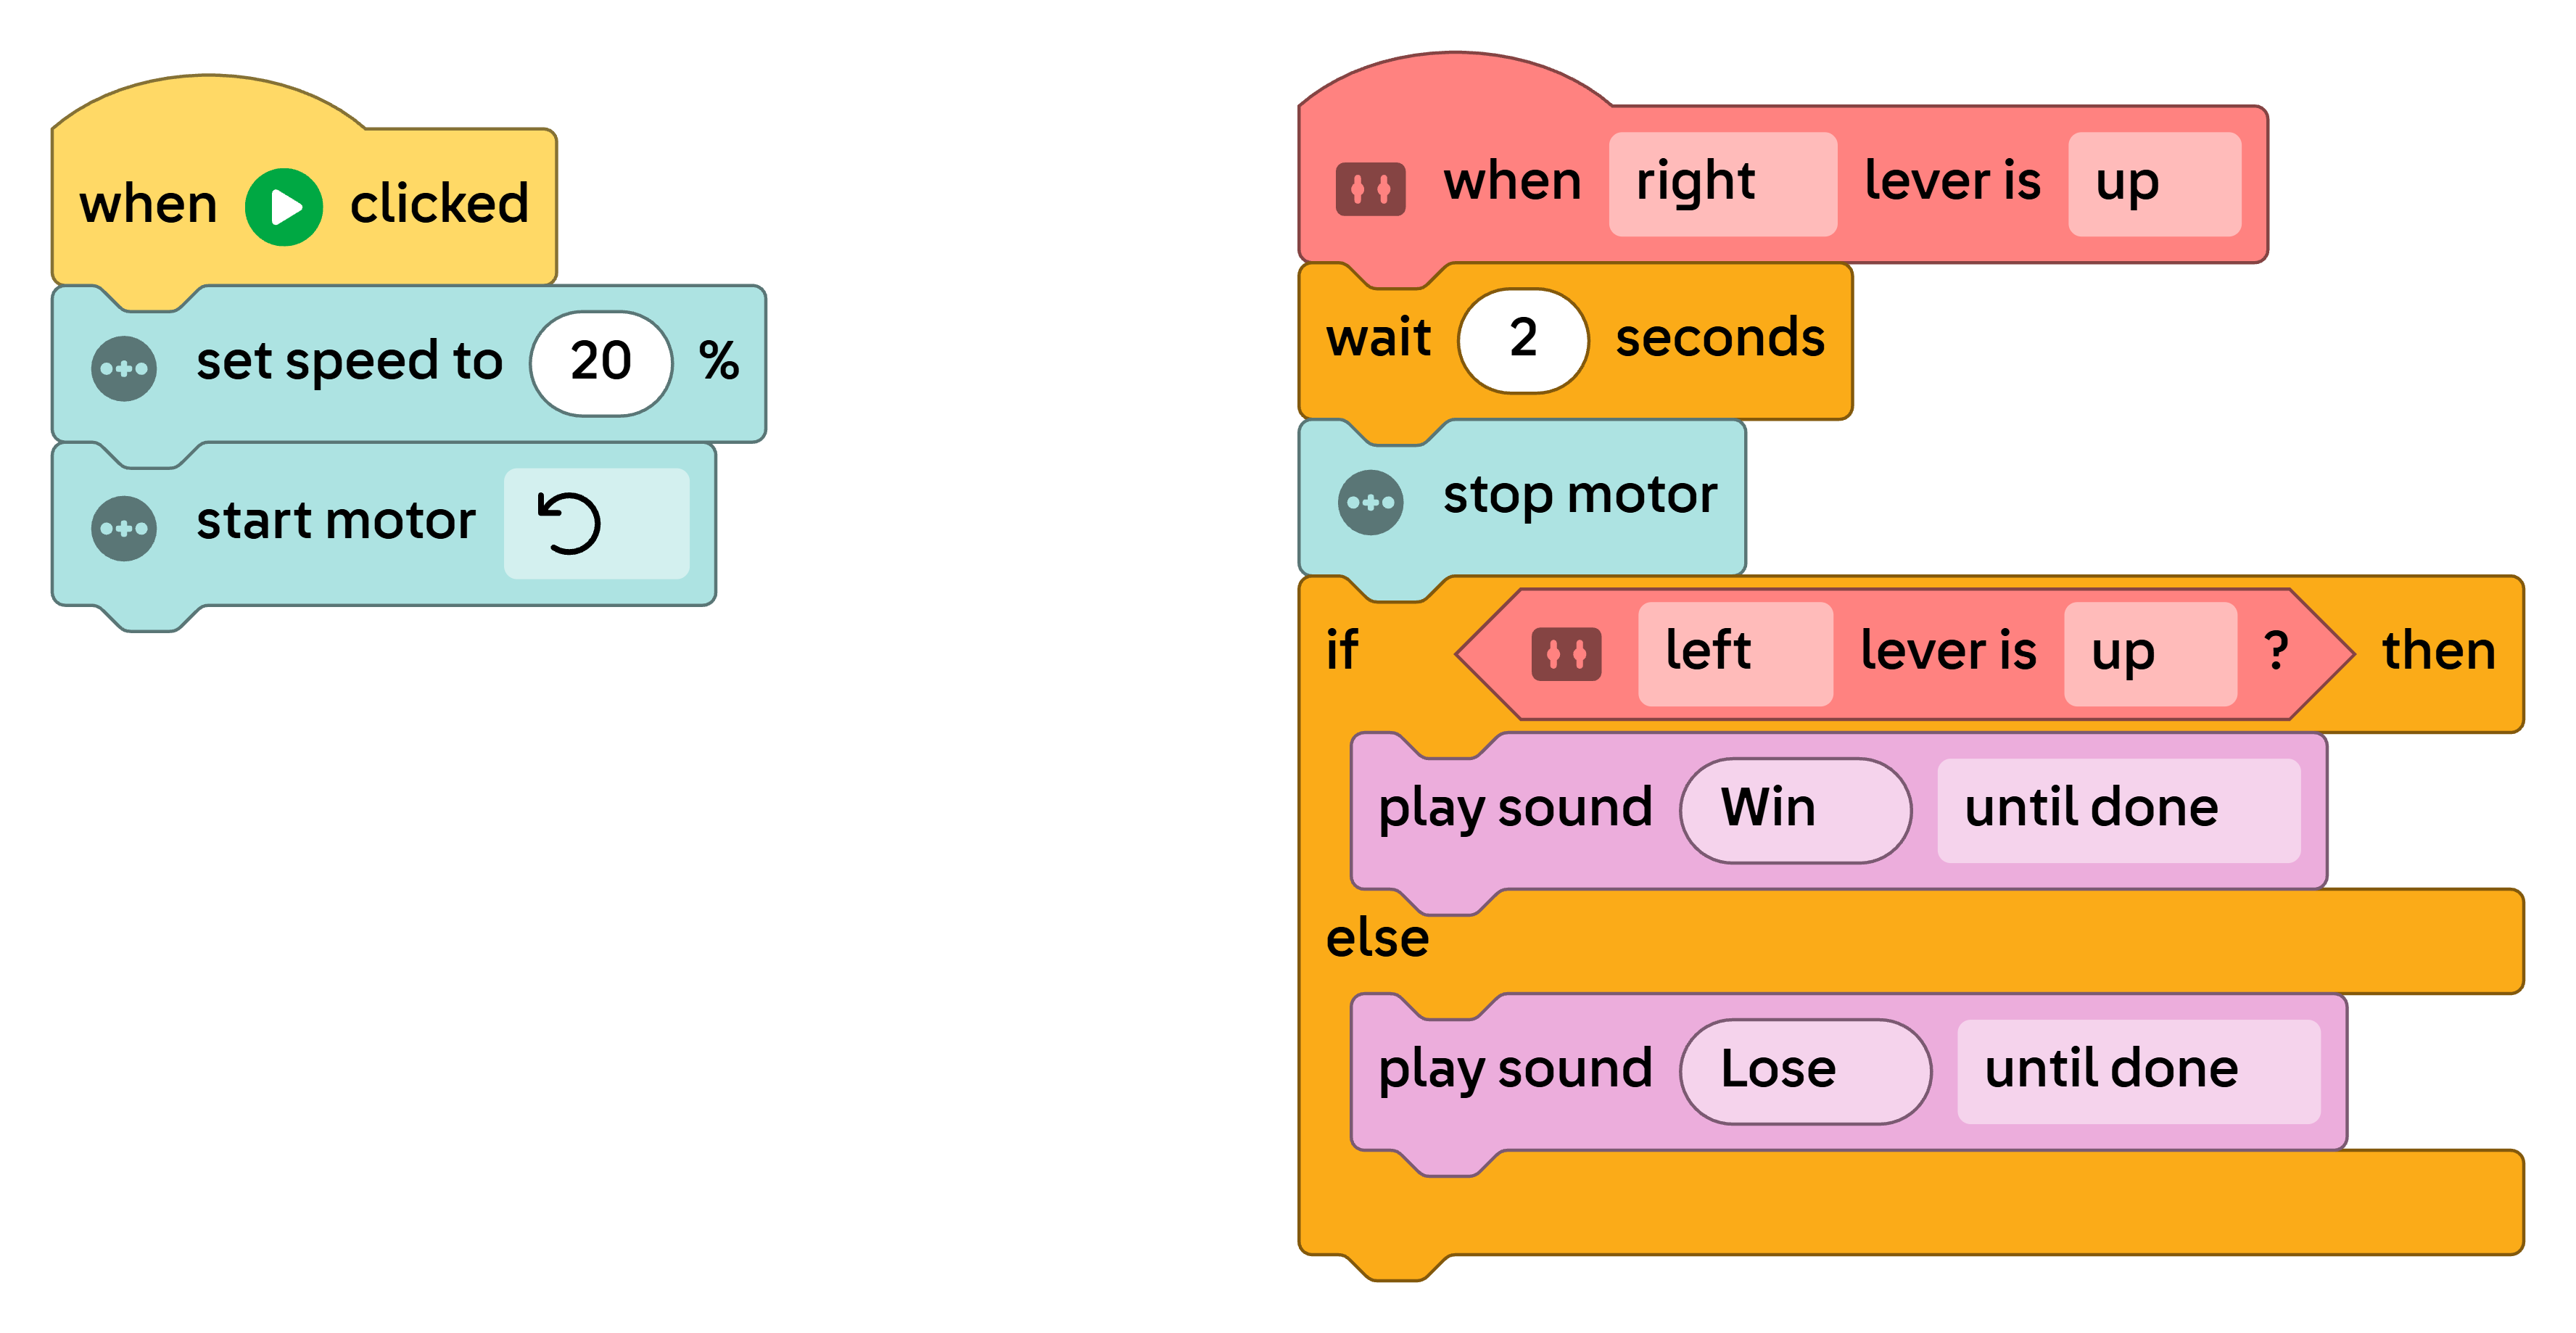 when clicked
set speed to 20 %
start motor
when right lever is up
wait 2 seconds
stop motor
if left lever is up ? then
play sound Win until done
else
play sound Lose until done